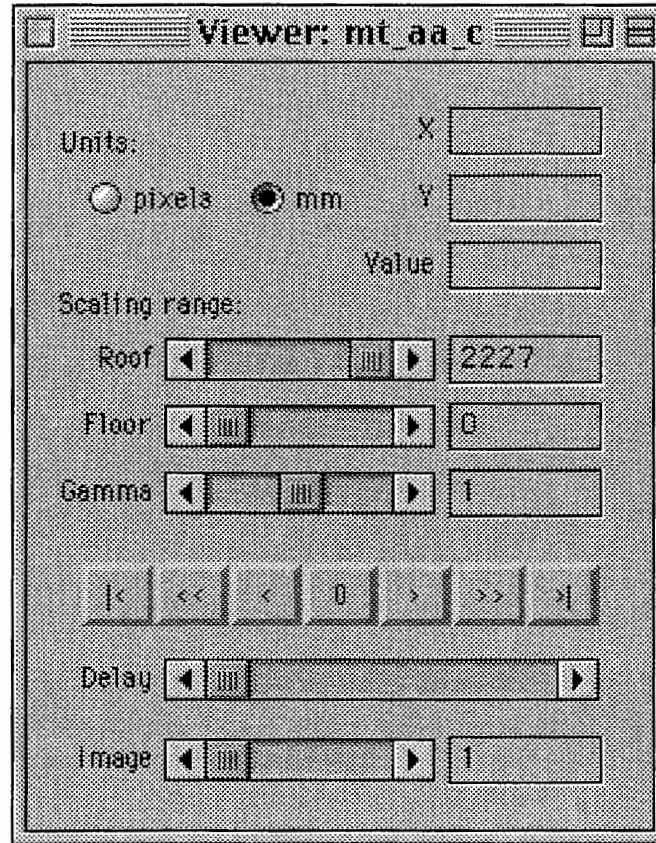 Viewer: mt_aa_c
X
Units:
pixels mm Y
Value
Scaling range:
Roof 2227
Floor 0
Gamma 1
|< << < 0 > >> >|
Delay
Image 1